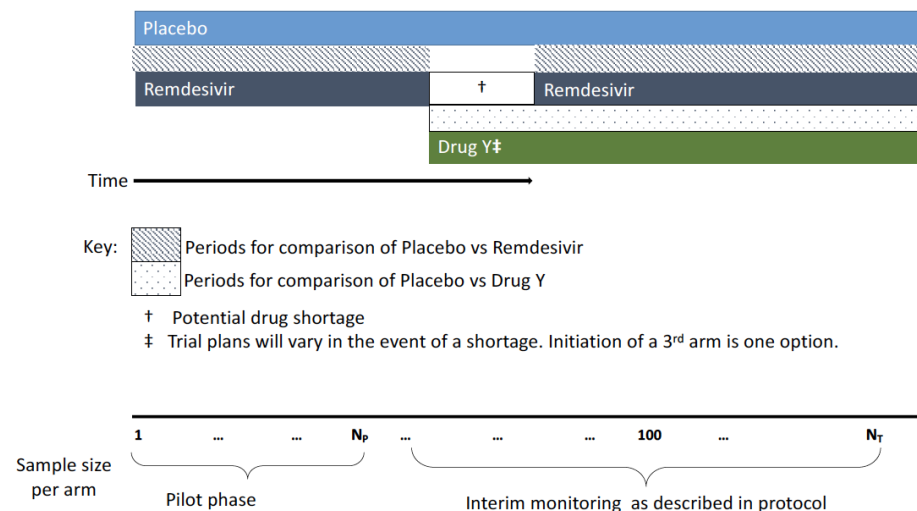 Placebo
Remdesivir † Remdesivir
Drug Y‡
Time
Key: Periods for comparison of Placebo vs Remdesivir
Periods for comparison of Placebo vs Drug Y
† Potential drug shortage
‡ Trial plans will vary in the event of a shortage. Initiation of a 3rd arm is one option.
1 ... ... NP ... ... ... 100 ... NT
Sample size
per arm
Pilot phase Interim monitoring as described in protocol